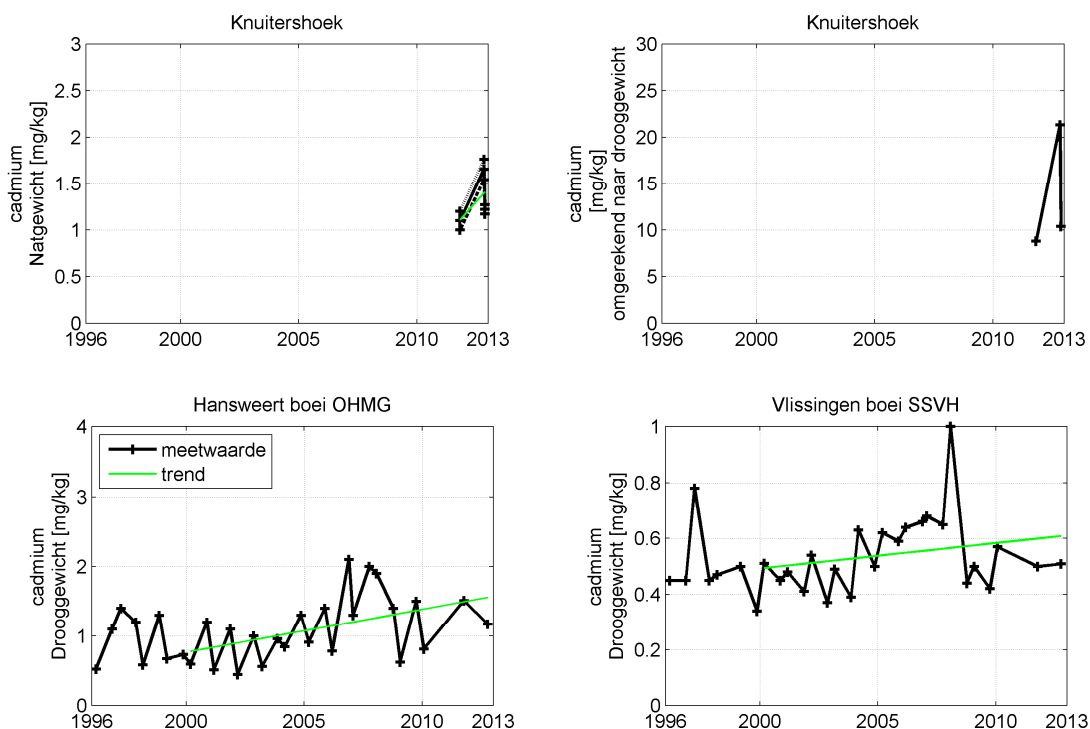 Knuitershoek
cadmium
Natgewicht [mg/kg]
3
2.5
2
1.5
1
0.5
0
1996 2000 2005 2010 2013
Knuitershoek
cadmium
[mg/kg]
omgerekend naar drooggewicht
30
25
20
15
10
5
0
1996 2000 2005 2010 2013
Hansweert boei OHMG
cadmium
Drooggewicht [mg/kg]
4
3
2
1
0
meetwaarde
trend
1996 2000 2005 2010 2013
Vlissingen boei SSVH
cadmium
Drooggewicht [mg/kg]
1
0.8
0.6
0.4
0.2
0
1996 2000 2005 2010 2013